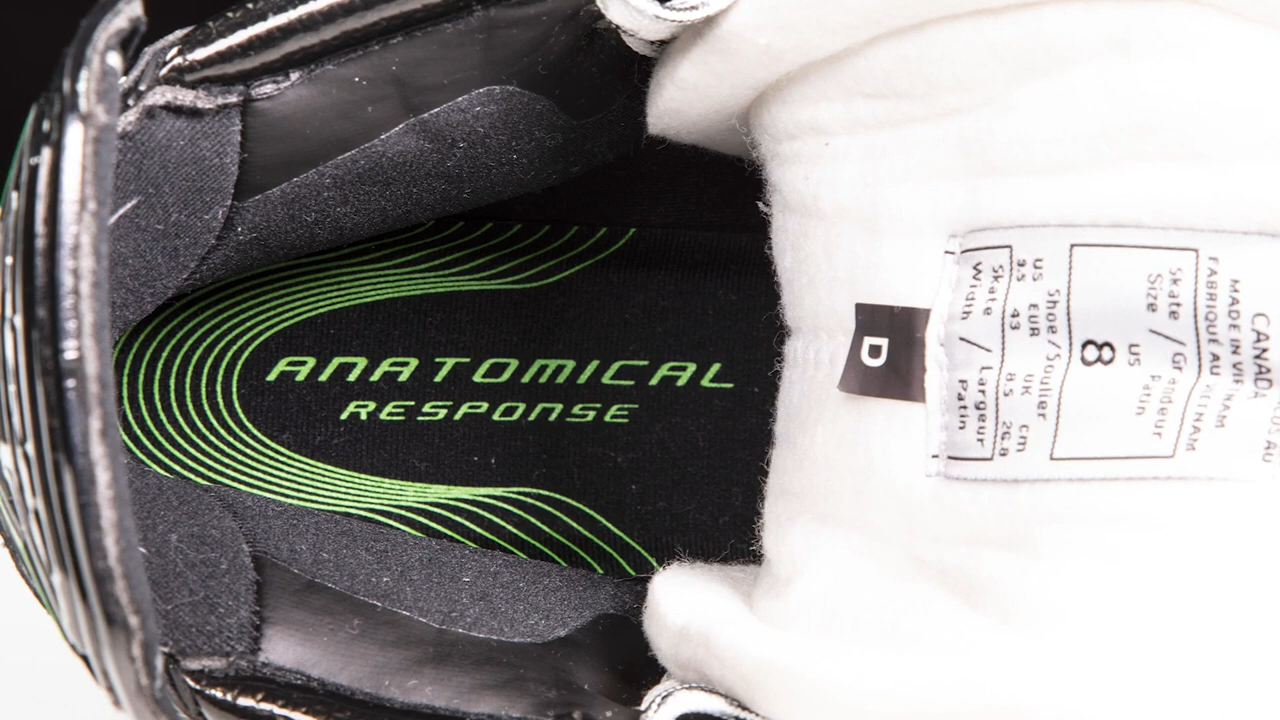 ANATOMICAL
RESPONSE
D
CANADA
MADE IN VIETNAM
FABRIQUÉ AU VIETNAM
Skate / Grandeur
Size Patin
US
8
Shoe/Soulier
US EUR UK cm
9.5 43 8.5 26.8
Skate / Largeur
Width Patin